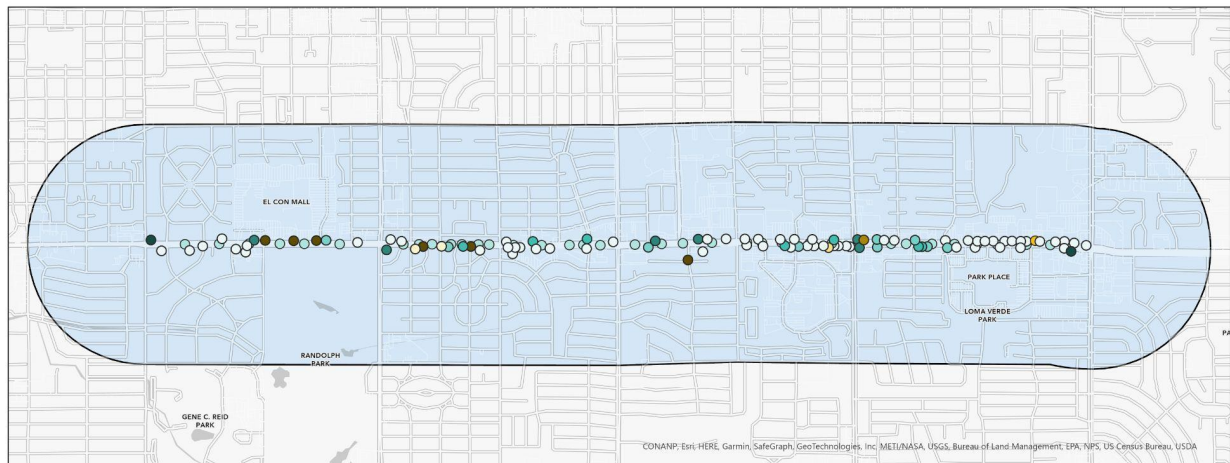 EL CON MALL
PARK PLACE
LOMA VERDE
PARK
RANDOLPH
PARK
PA
GENE C. REID
PARK
CONANP, Esri, HERE, Garmin, SafeGraph, GeoTechnologies, Inc, METI/NASA, USGS, Bureau of Land Management, EPA, NPS, US Census Bureau, USDA